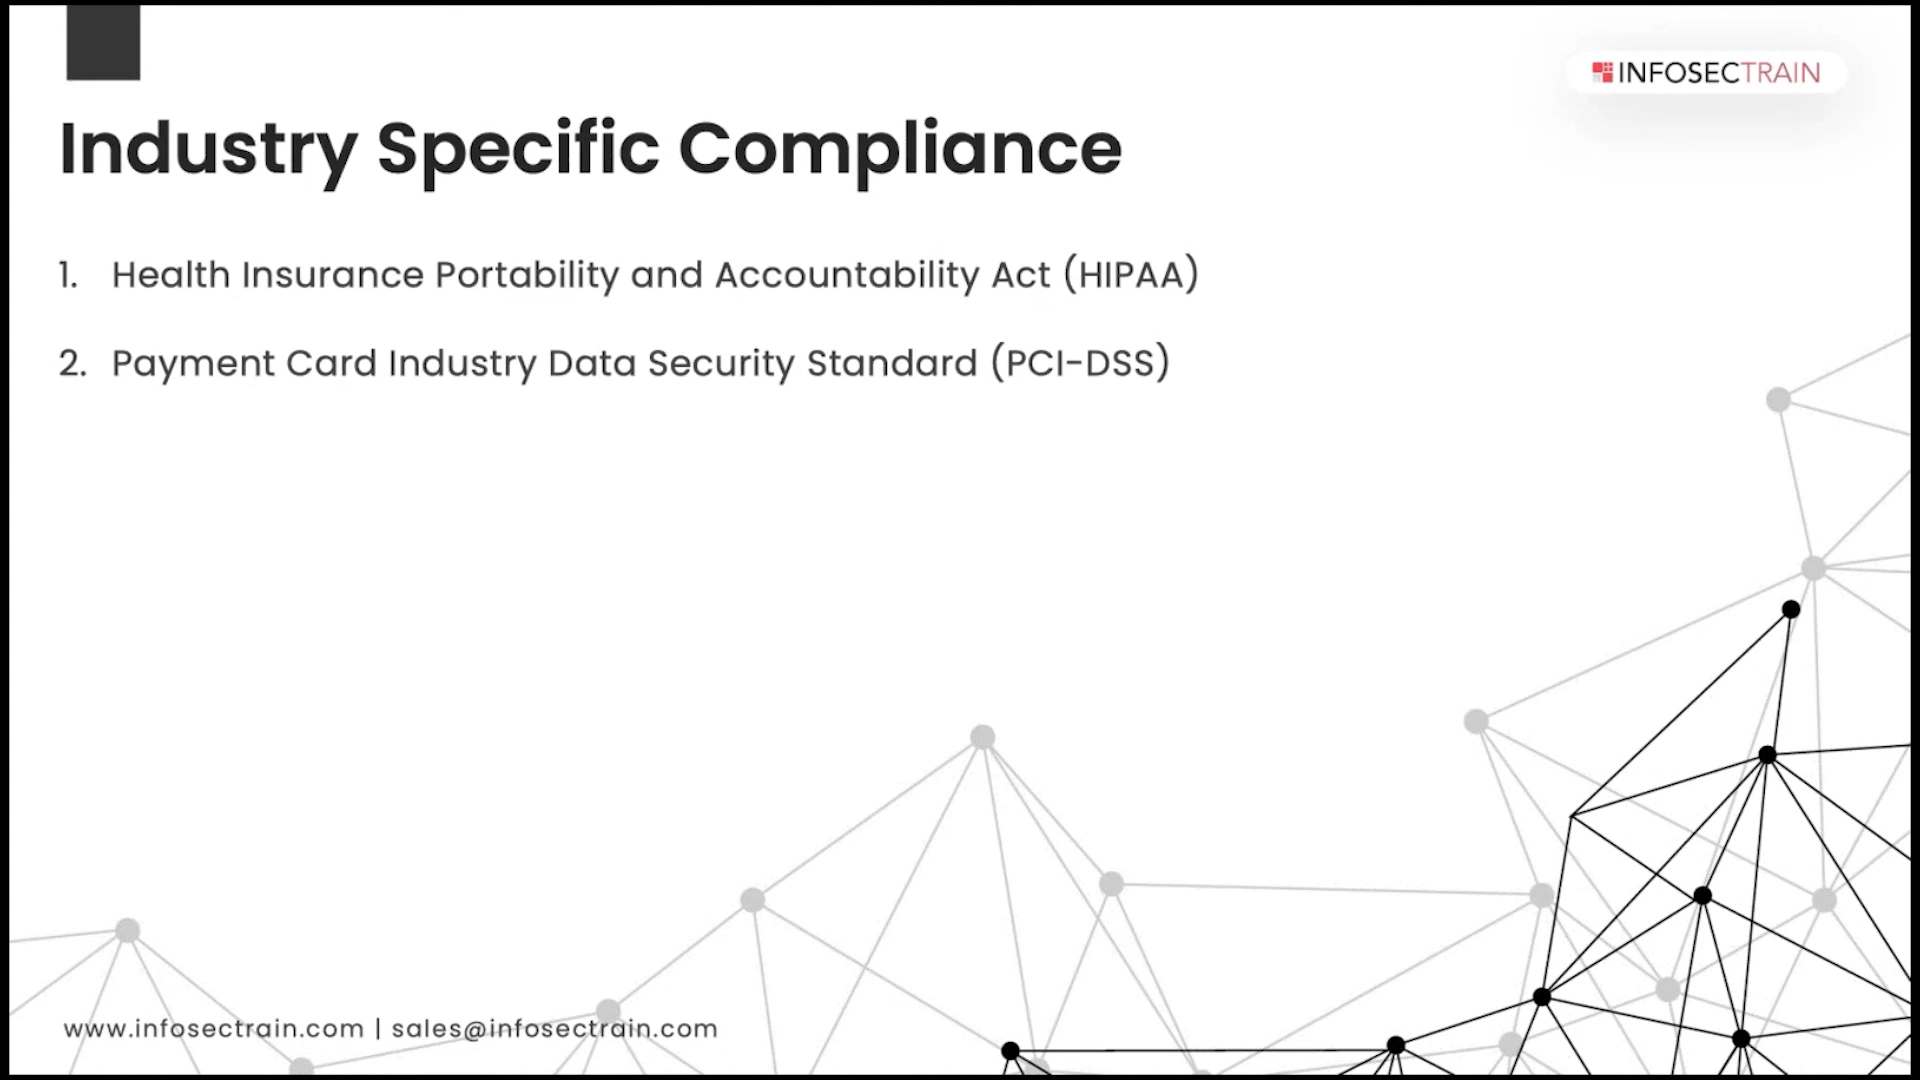 INFOSECTRAIN
Industry Specific Compliance
1. Health Insurance Portability and Accountability Act (HIPAA)
2. Payment Card Industry Data Security Standard (PCI-DSS)
www.infosectrain.com | sales@infosectrain.com